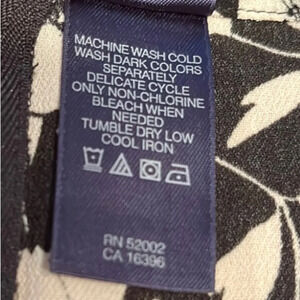 MACHINE WASH COLD
WASH DARK COLORS
SEPARATELY
DELICATE CYCLE
ONLY NON-CHLORINE
BLEACH WHEN
NEEDED
TUMBLE DRY LOW
COOL IRON
RN 52002
CA 16396